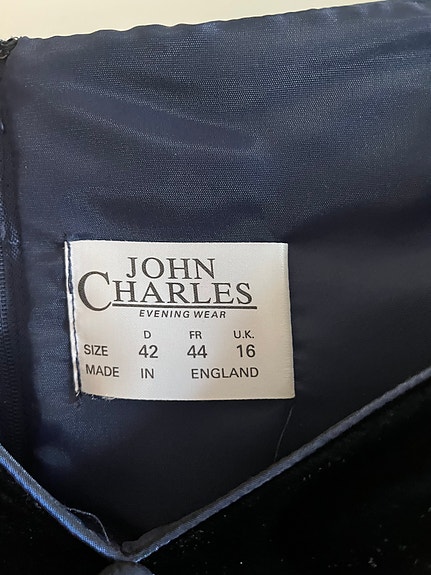 JOHN
CHARLES
EVENING WEAR
D FR U.K.
SIZE 42 44 16
MADE IN ENGLAND